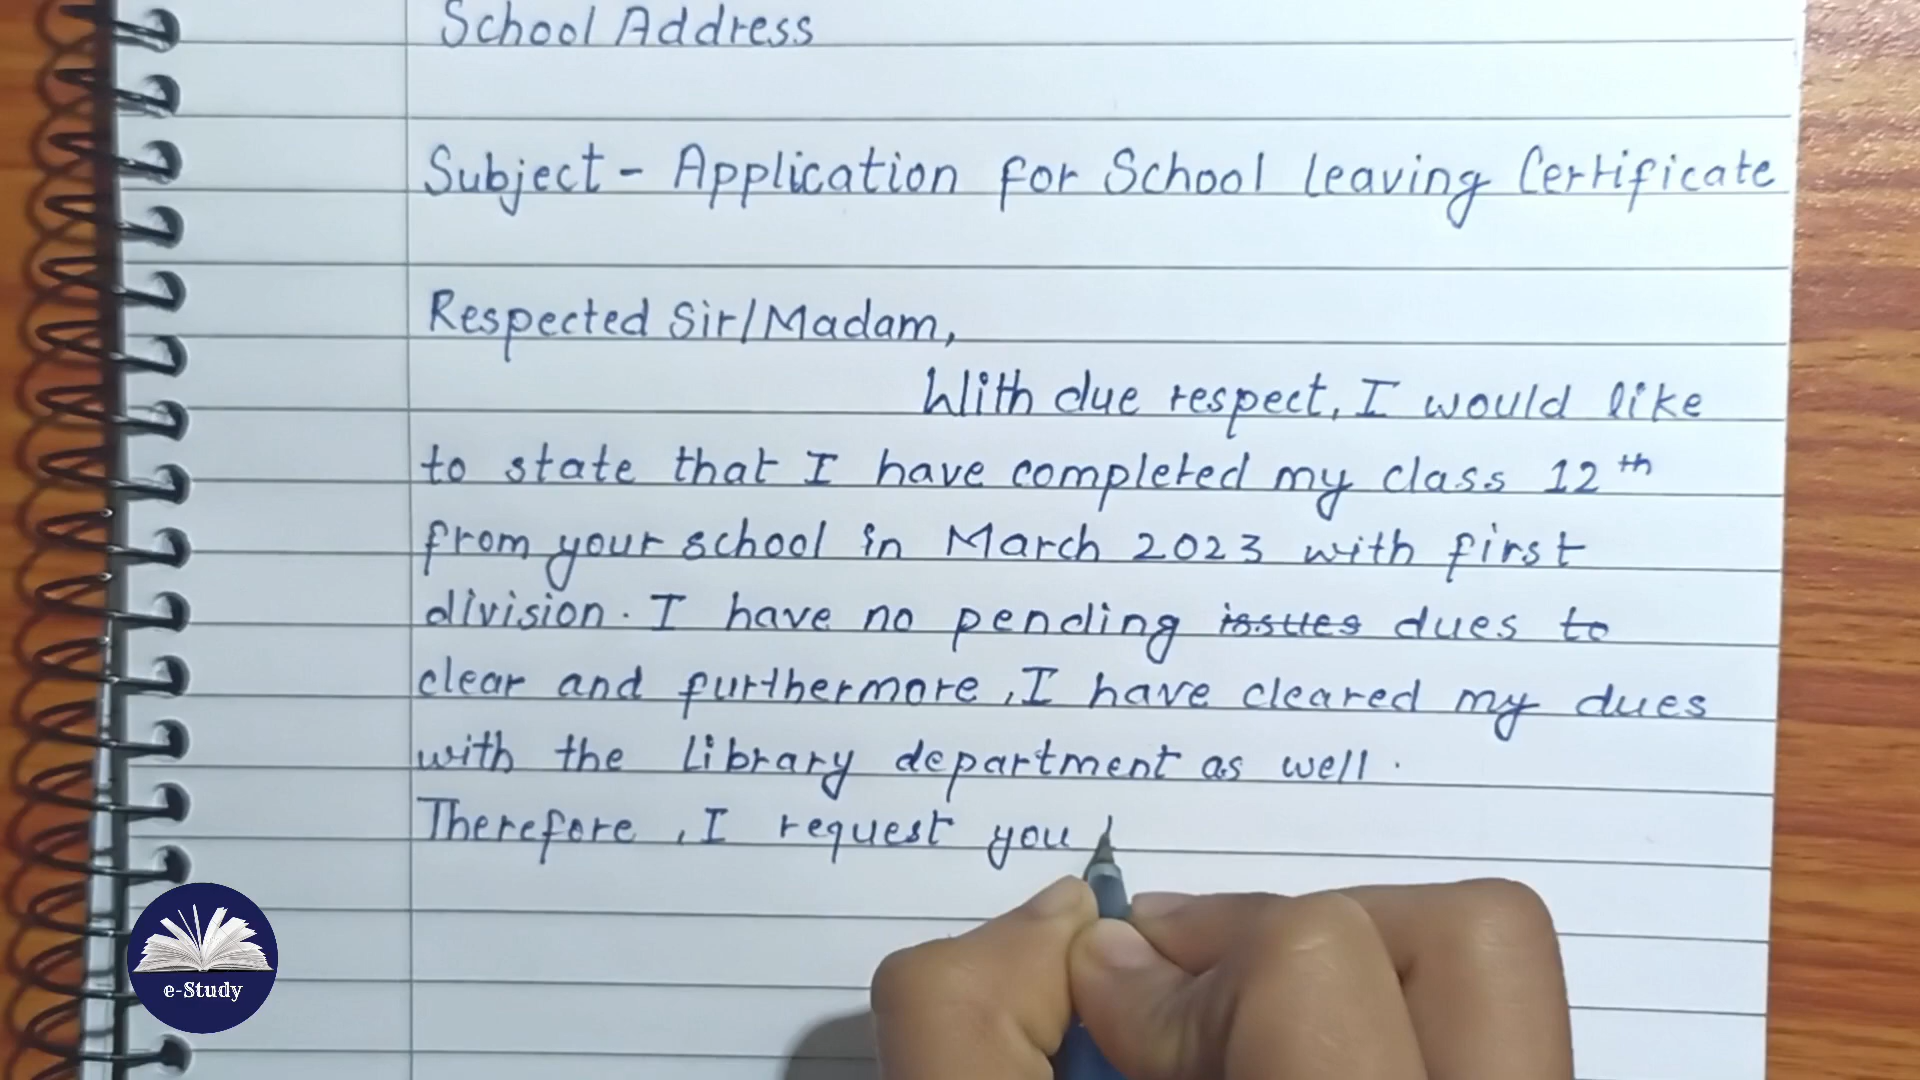 School Address
Subject - Application for School leaving Certificate
Respected Sir/Madam,
With due respect, I would like
to state that I have completed my class 12th
from your school in March 2023 with first
division. I have no pending issues dues to
clear and furthermore, I have cleared my dues
with the library department as well.
Therefore, I request you
e-Study